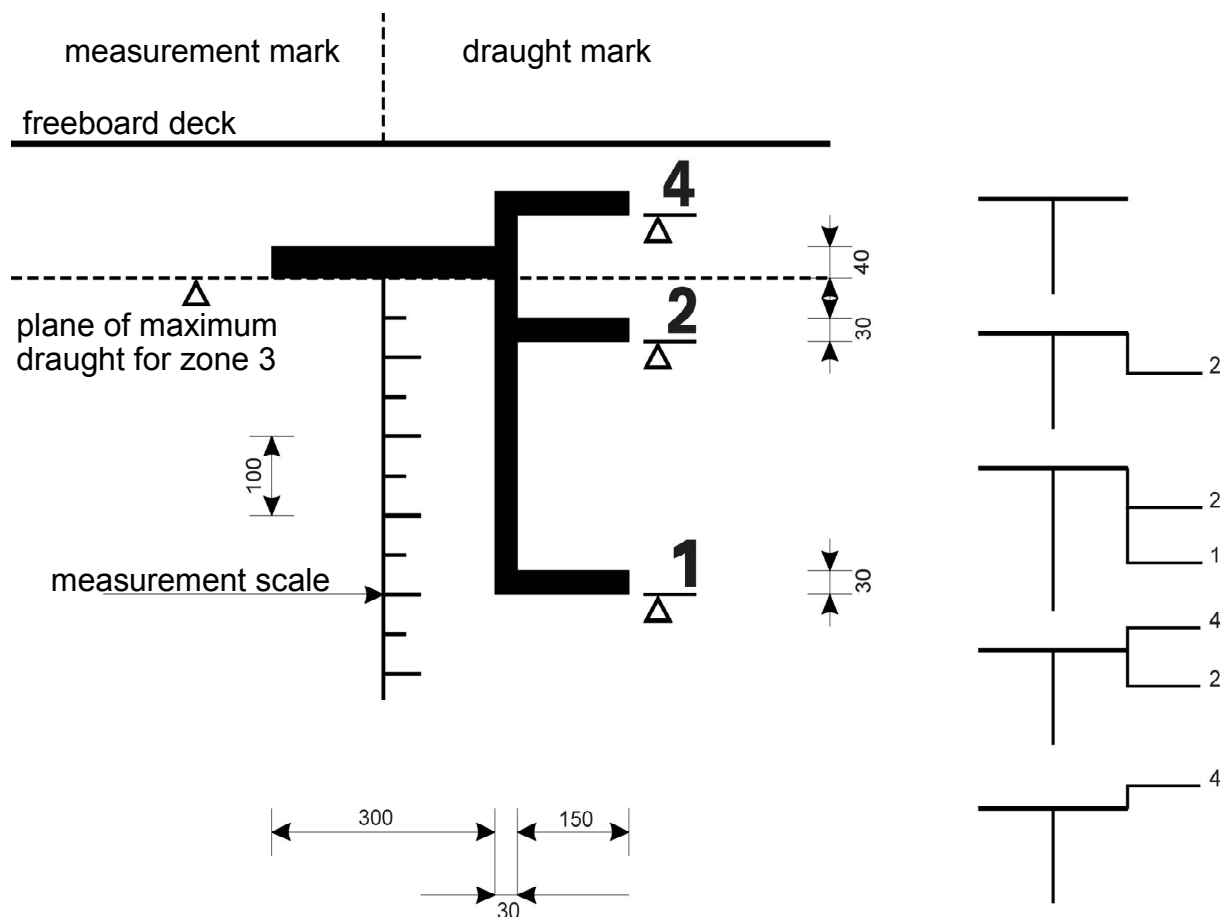 measurement mark
draught mark
freeboard deck
4
40
2
30
plane of maximum
draught for zone 3
100
measurement scale
1
30
300
150
30
2
2
1
4
2
4